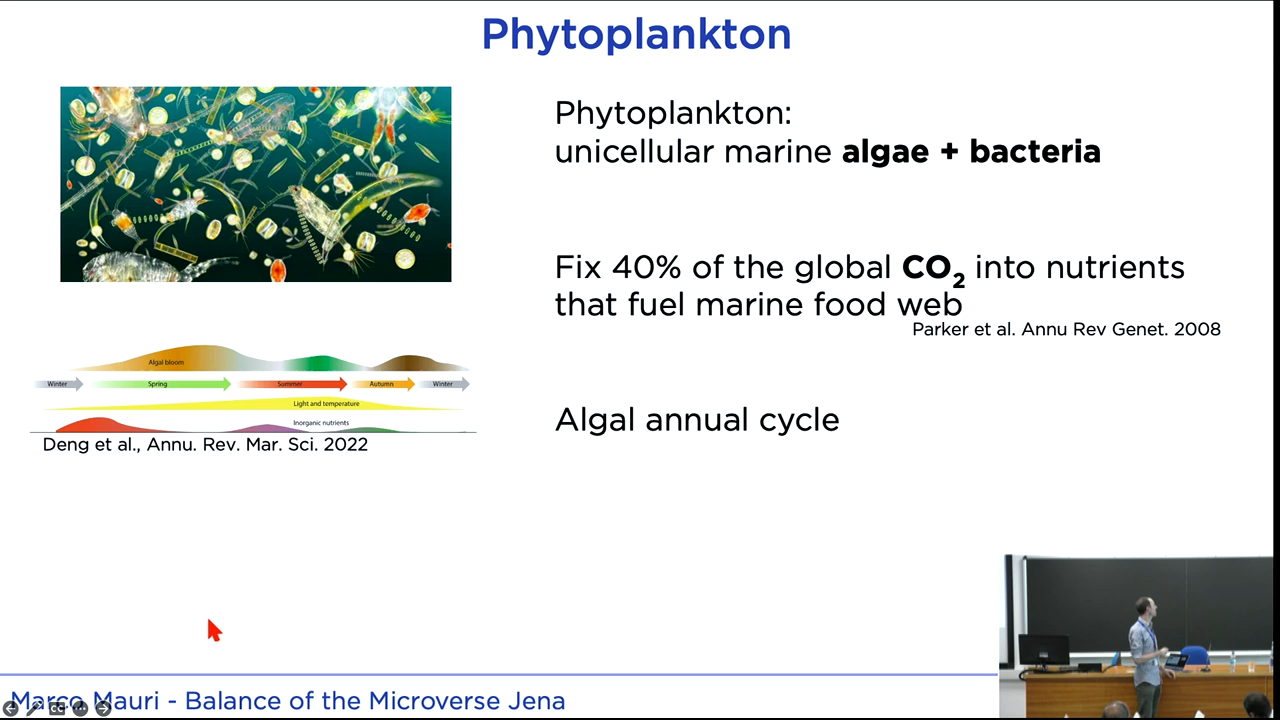 Phytoplankton
Phytoplankton:
unicellular marine algae + bacteria
Fix 40% of the global CO2 into nutrients
that fuel marine food web
Parker et al. Annu Rev Genet. 2008
Algal bloom
Winter Spring Summer Autumn Winter
Light and temperature
Inorganic nutrients
Deng et al., Annu. Rev. Mar. Sci. 2022
Algal annual cycle
Marco Mauri - Balance of the Microverse Jena